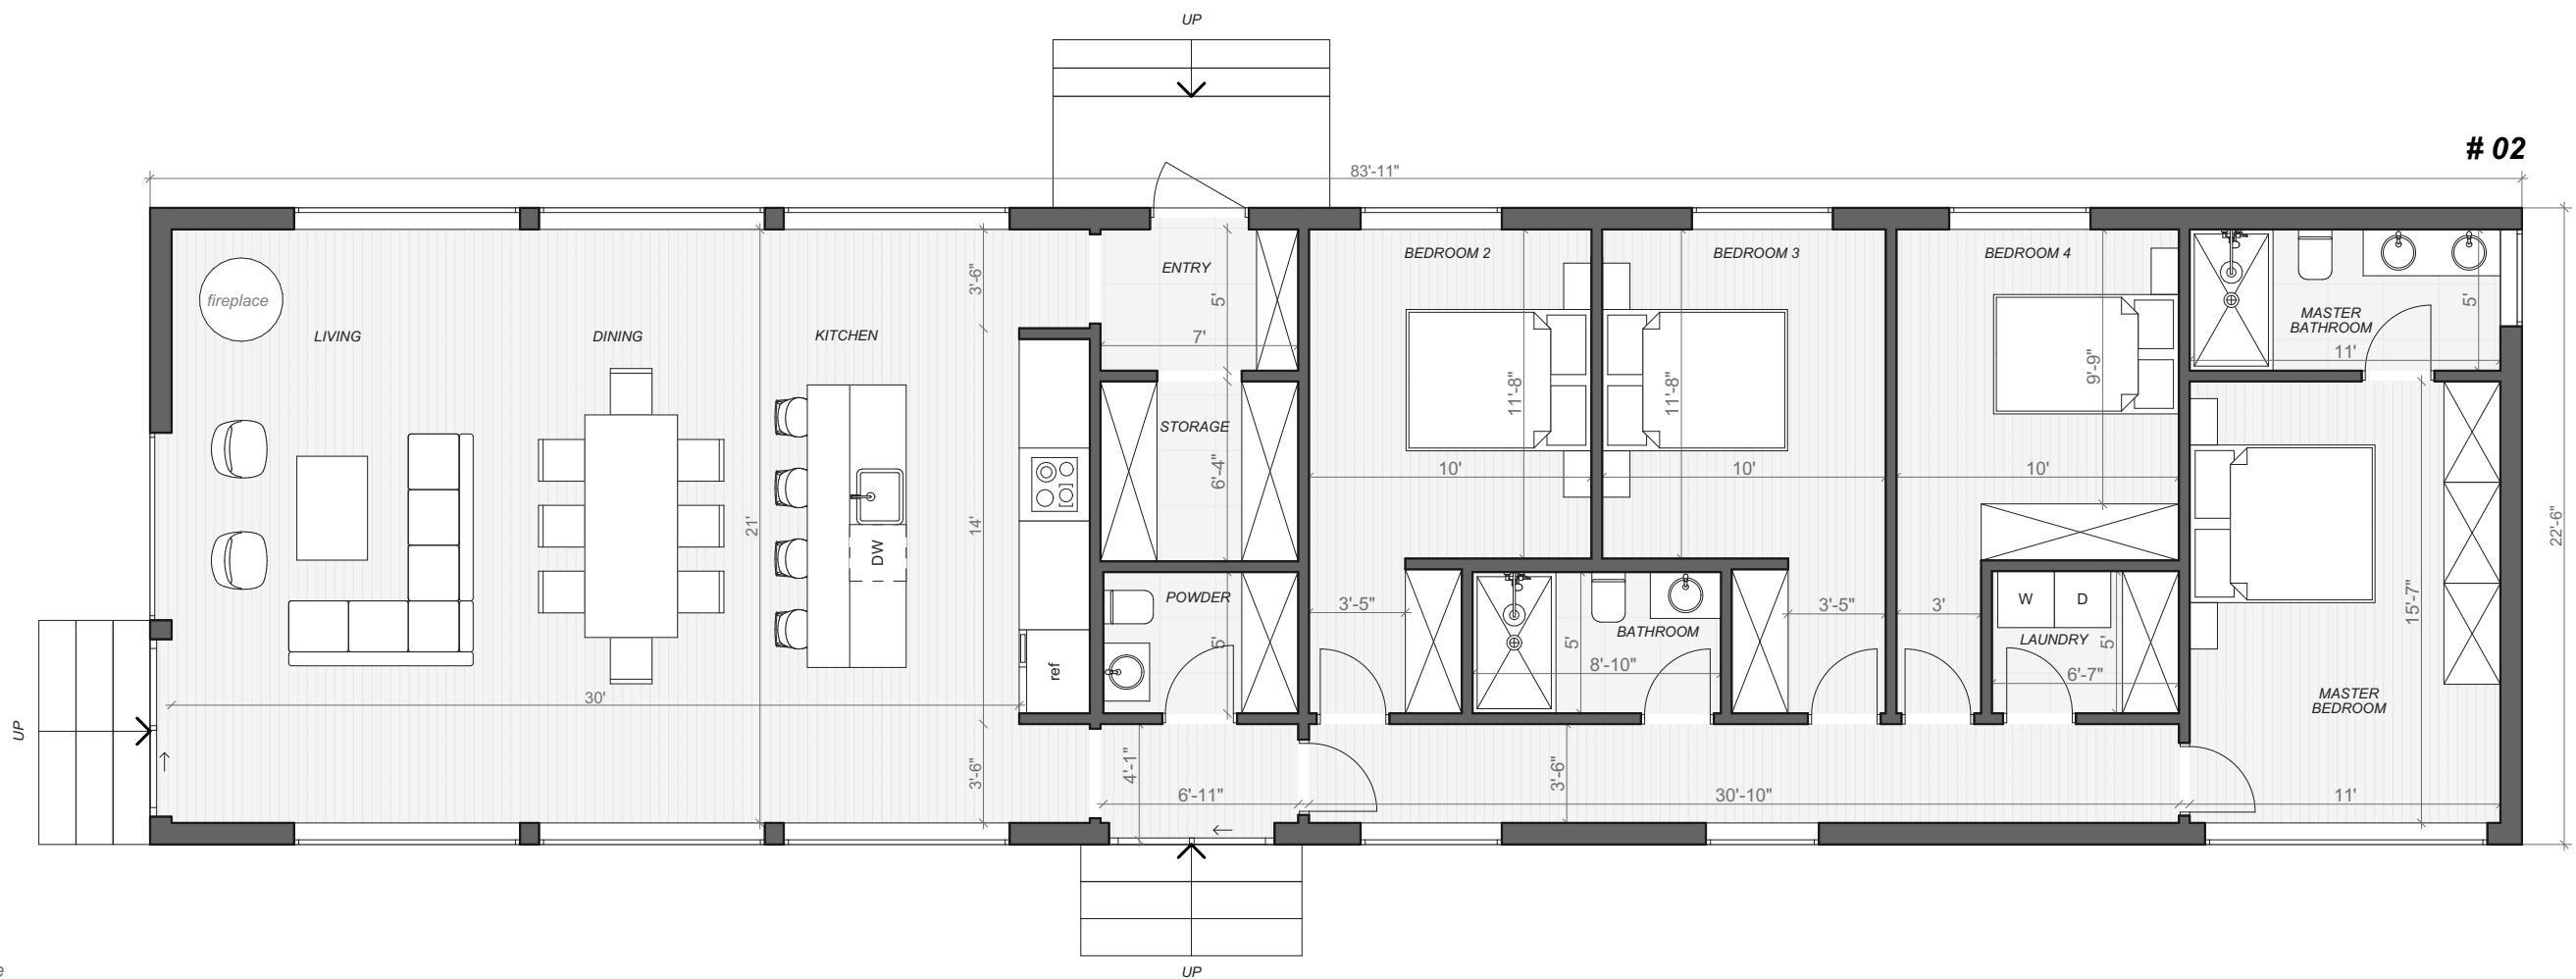 UP
# 02
83'-11"
ENTRY
BEDROOM 2
BEDROOM 3
BEDROOM 4
fireplace
3'-6"
5'
5'
MASTER
BATHROOM
LIVING
DINING
KITCHEN
7'
11'
9'-9"
11'-8"
11'-8"
STORAGE
6'-4"
10'
10'
10'
21'
14'
DW
22'-6"
POWDER
3'-5"
3'-5"
3'
W
D
15'-7"
5'
5'
BATHROOM
LAUNDRY
5'
8'-10"
6'-7"
ref
30'
MASTER
BEDROOM
UP
3'-6"
4'-1"
3'-6"
6'-11"
30'-10"
11'
UP